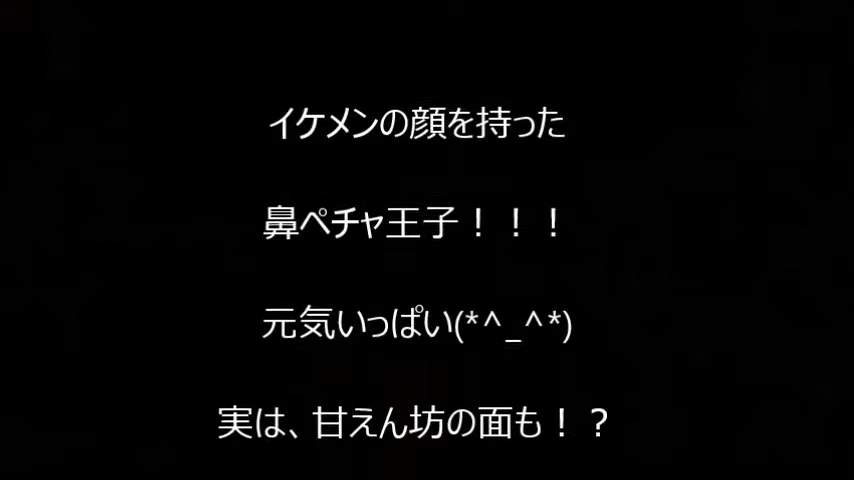 イケメンの顔を持った
鼻ペチャ王子！！！
元気いっぱい(*^_^*)
実は、甘えん坊の面も！？